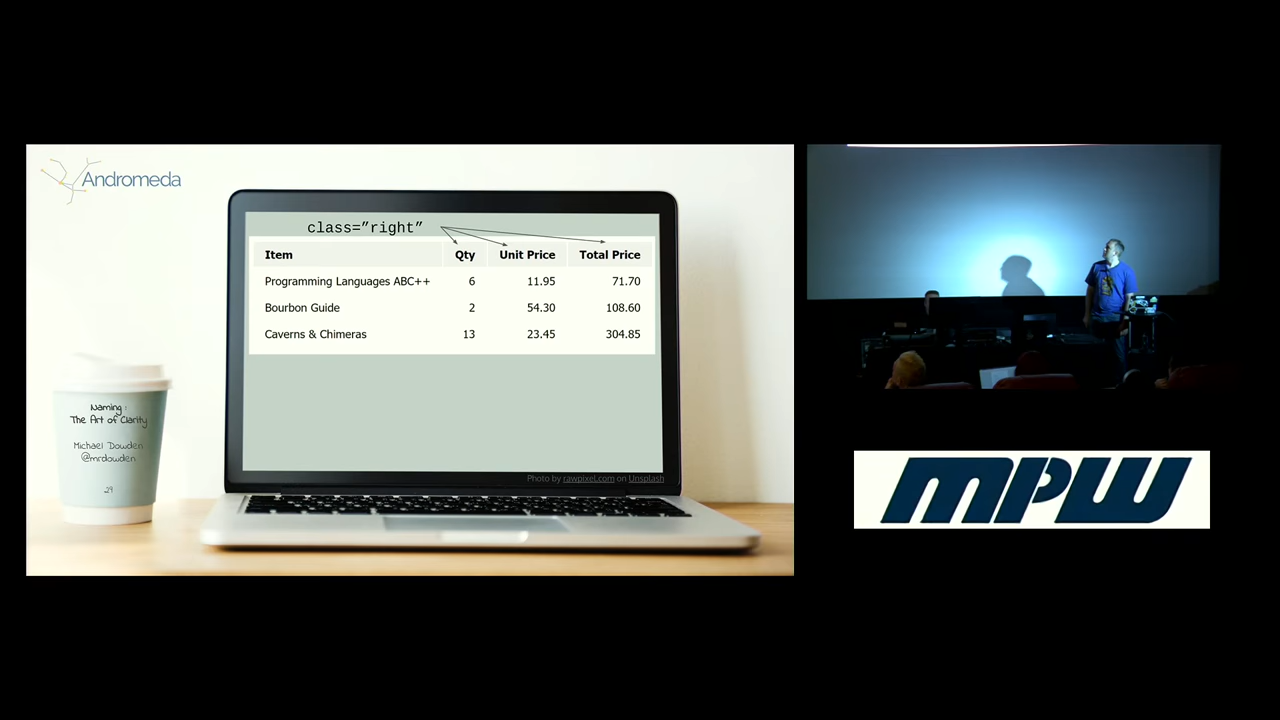 Andromeda
class=”right”
Item Qty Unit Price Total Price
Programming Languages ABC++ 6 11.95 71.70
Bourbon Guide 2 54.30 108.60
Caverns & Chimeras 13 23.45 304.85
Naming:
The Art of Clarity
Michael Dowden
@mrdowden
29
Photo by rawpixel.com on Unsplash
MPW